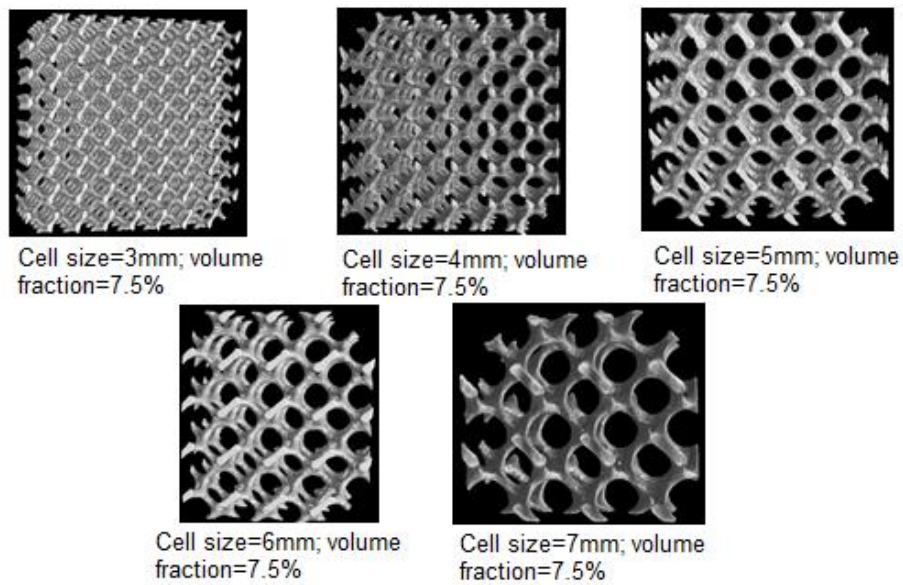 Cell size=3mm; volume
fraction=7.5%
Cell size=4mm; volume
fraction=7.5%
Cell size=5mm; volume
fraction=7.5%
Cell size=6mm; volume
fraction=7.5%
Cell size=7mm; volume
fraction=7.5%